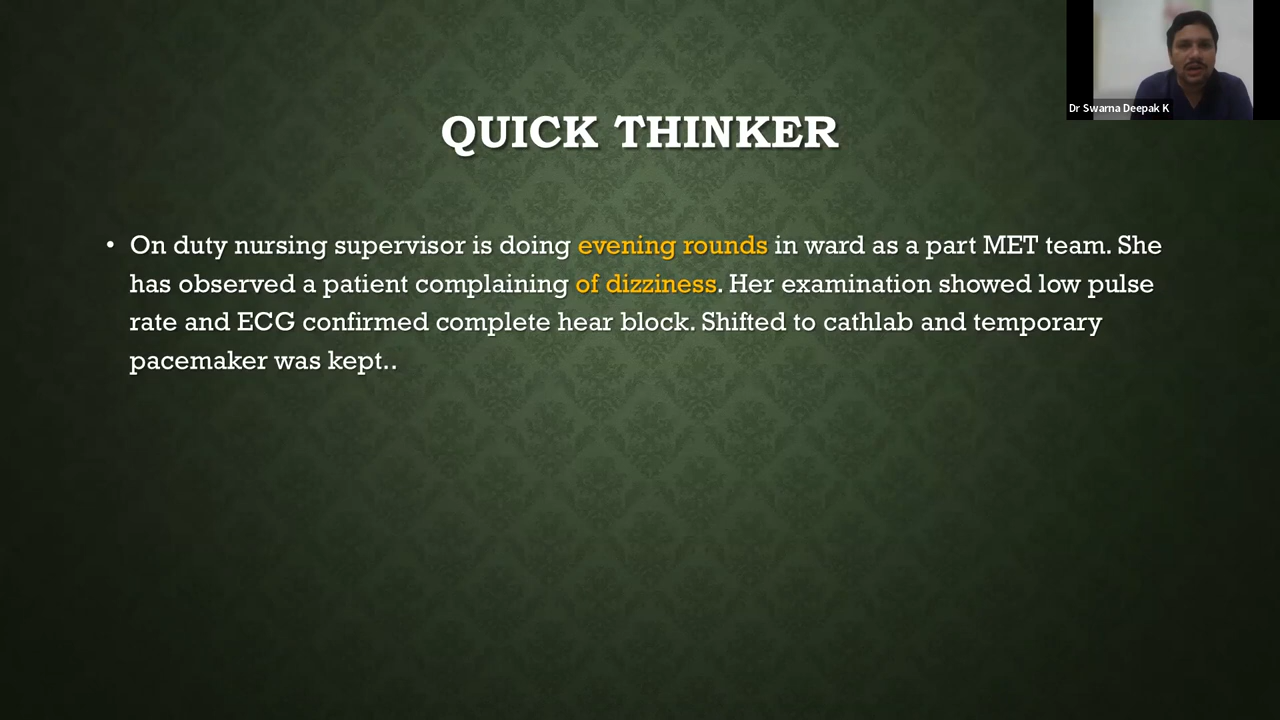 Dr Swarna Deepak K
QUICK THINKER
• On duty nursing supervisor is doing evening rounds in ward as a part MET team. She
has observed a patient complaining of dizziness. Her examination showed low pulse
rate and ECG confirmed complete hear block. Shifted to cathlab and temporary
pacemaker was kept..